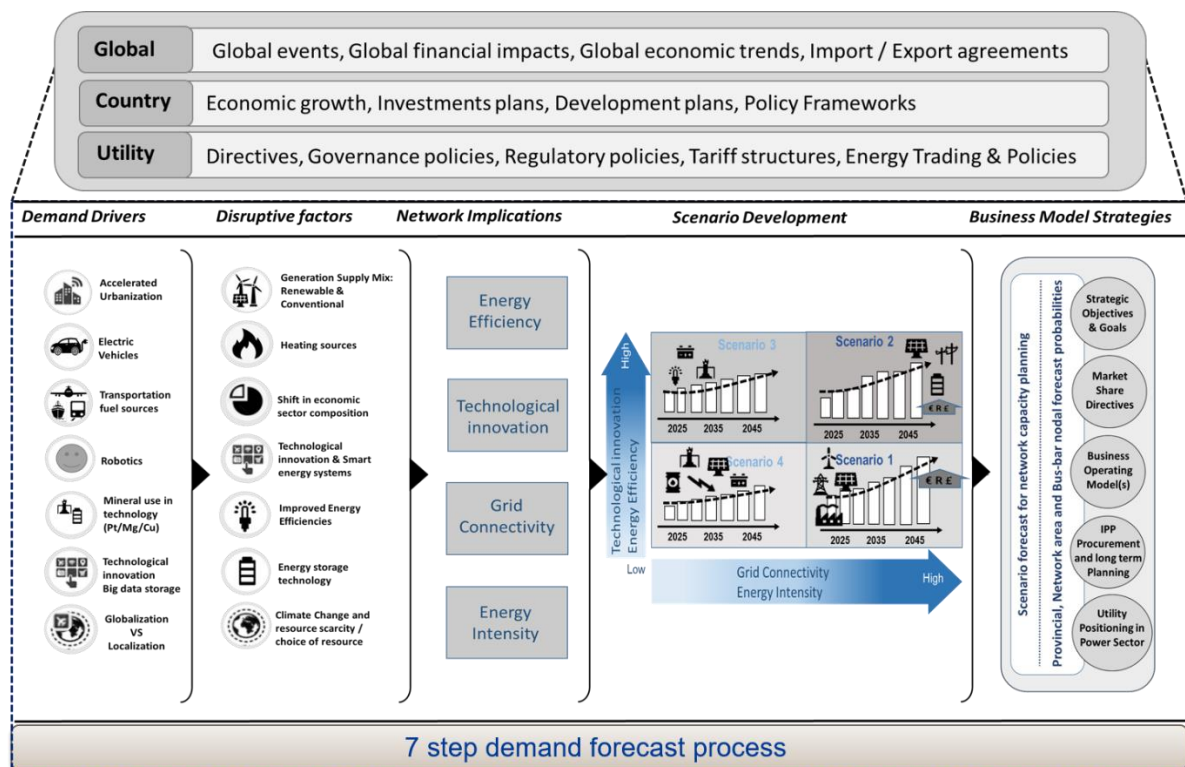 Global
Global events, Global financial impacts, Global economic trends, Import / Export agreements
Country
Economic growth, Investments plans, Development plans, Policy Frameworks
Utility
Directives, Governance policies, Regulatory policies, Tariff structures, Energy Trading & Policies
Demand Drivers
Disruptive factors
Network Implications
Scenario Development
Business Model Strategies
Accelerated
Urbanization
Electric
Vehicles
Transportation
fuel sources
Robotics
Mineral use in
technology
(Pt/Mg/Cu)
Technological
innovation
Big data storage
Globalization
VS
Localization
Generation Supply Mix:
Renewable &
Conventional
Heating sources
Shift in economic
sector composition
Technological
innovation & Smart
energy systems
Improved Energy
Efficiencies
Energy storage
technology
Climate Change and
resource scarcity /
choice of resource
Energy
Efficiency
Technological
innovation
Grid
Connectivity
Energy
Intensity
High
Technological innovation
Energy Efficiency
Low
Scenario 3
2025 2035 2045
Scenario 2
€ R £
2025 2035 2045
Scenario 4
2025 2035 2045
Scenario 1
€ R £
2025 2035 2045
Grid Connectivity
Energy Intensity
High
Scenario forecast for network capacity planning
Provincial, Network area and Bus-bar nodal forecast probabilities
Strategic
Objectives
& Goals
Market
Share
Directives
Business
Operating
Model(s)
IPP
Procurement
and long term
Planning
Utility
Positioning in
Power Sector
7 step demand forecast process